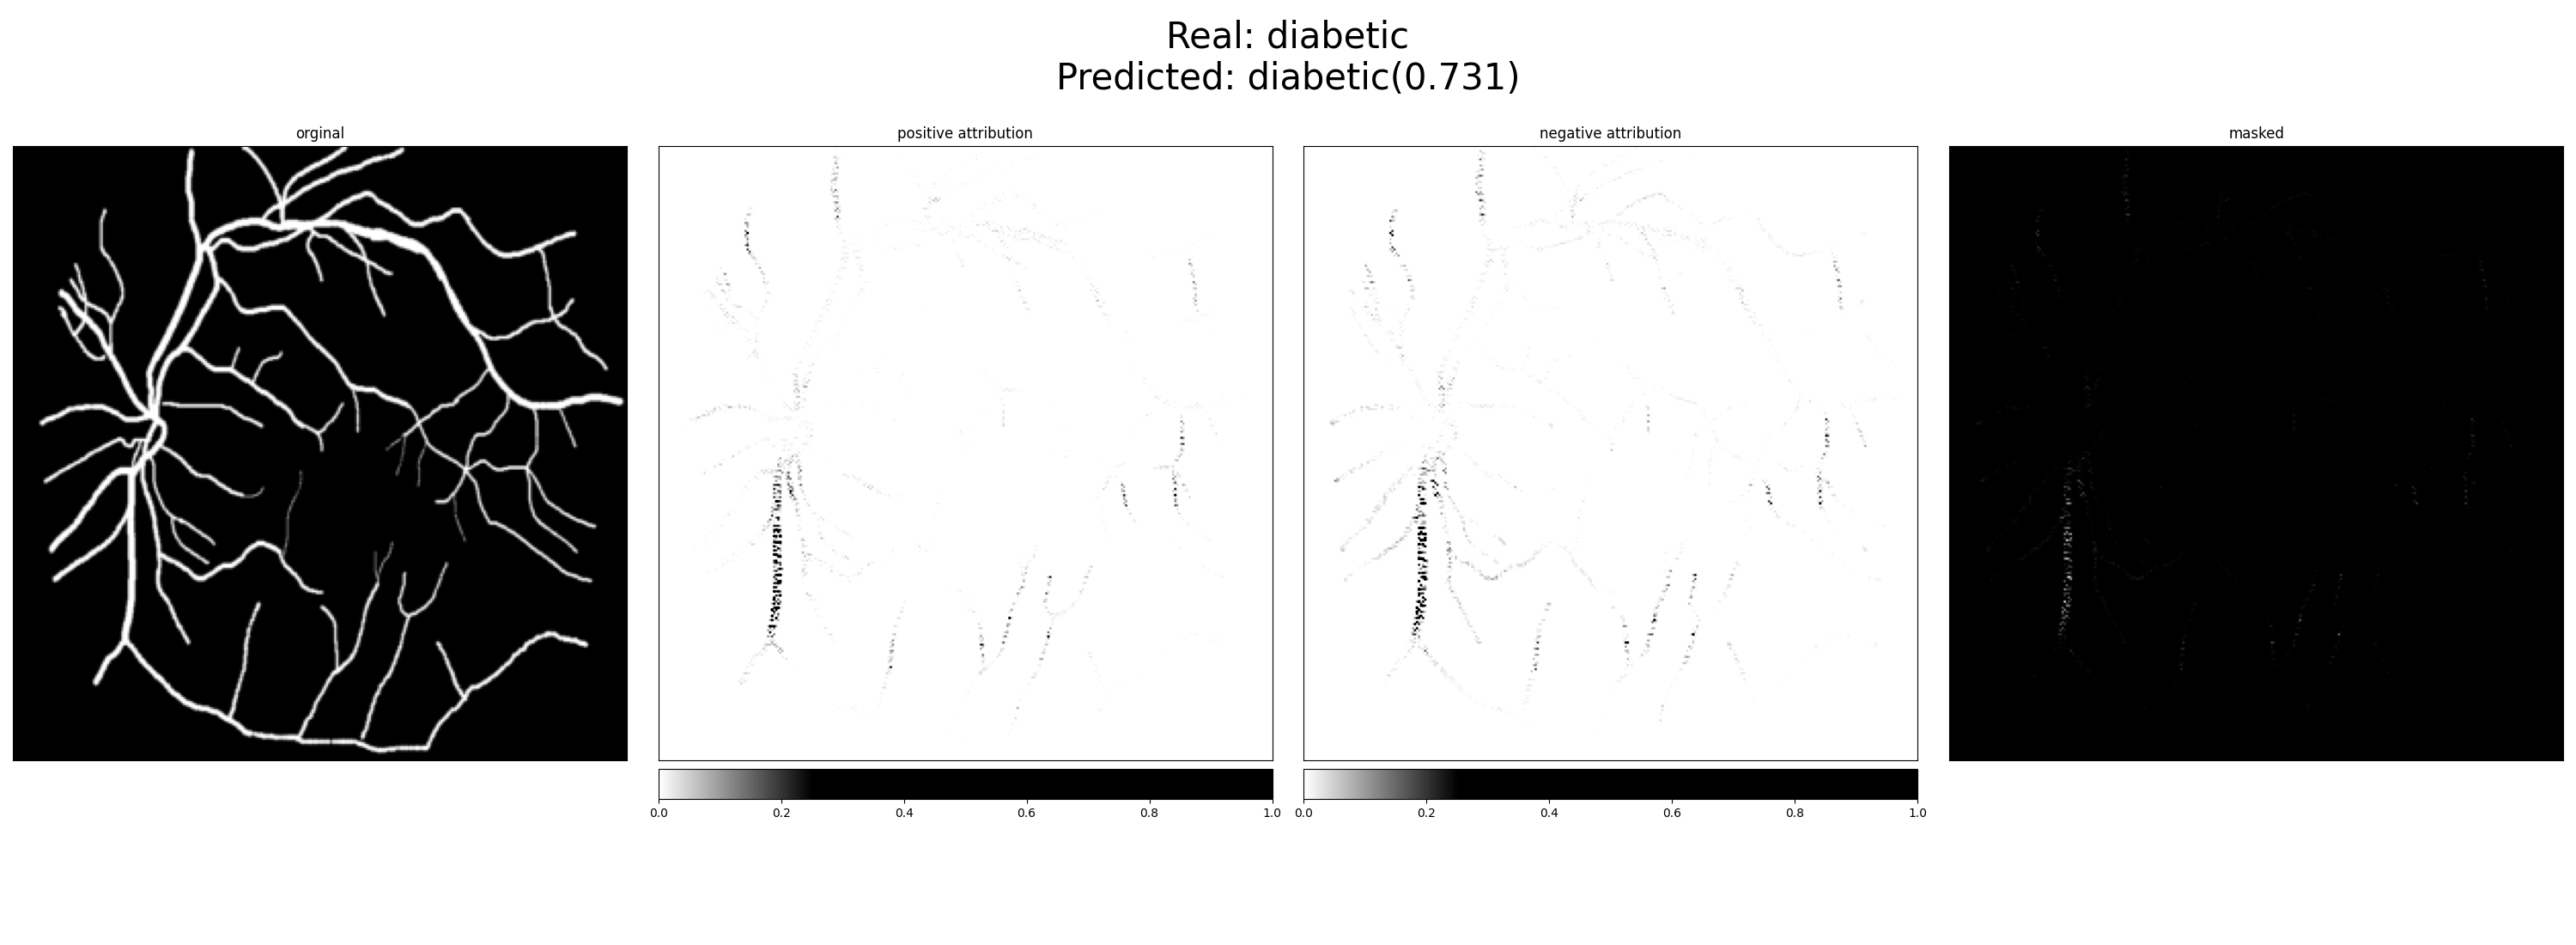 Real: diabetic
Predicted: diabetic(0.731)
orginal
positive attribution
negative attribution
masked
0.0 0.2 0.4 0.6 0.8 1.0
0.0 0.2 0.4 0.6 0.8 1.0